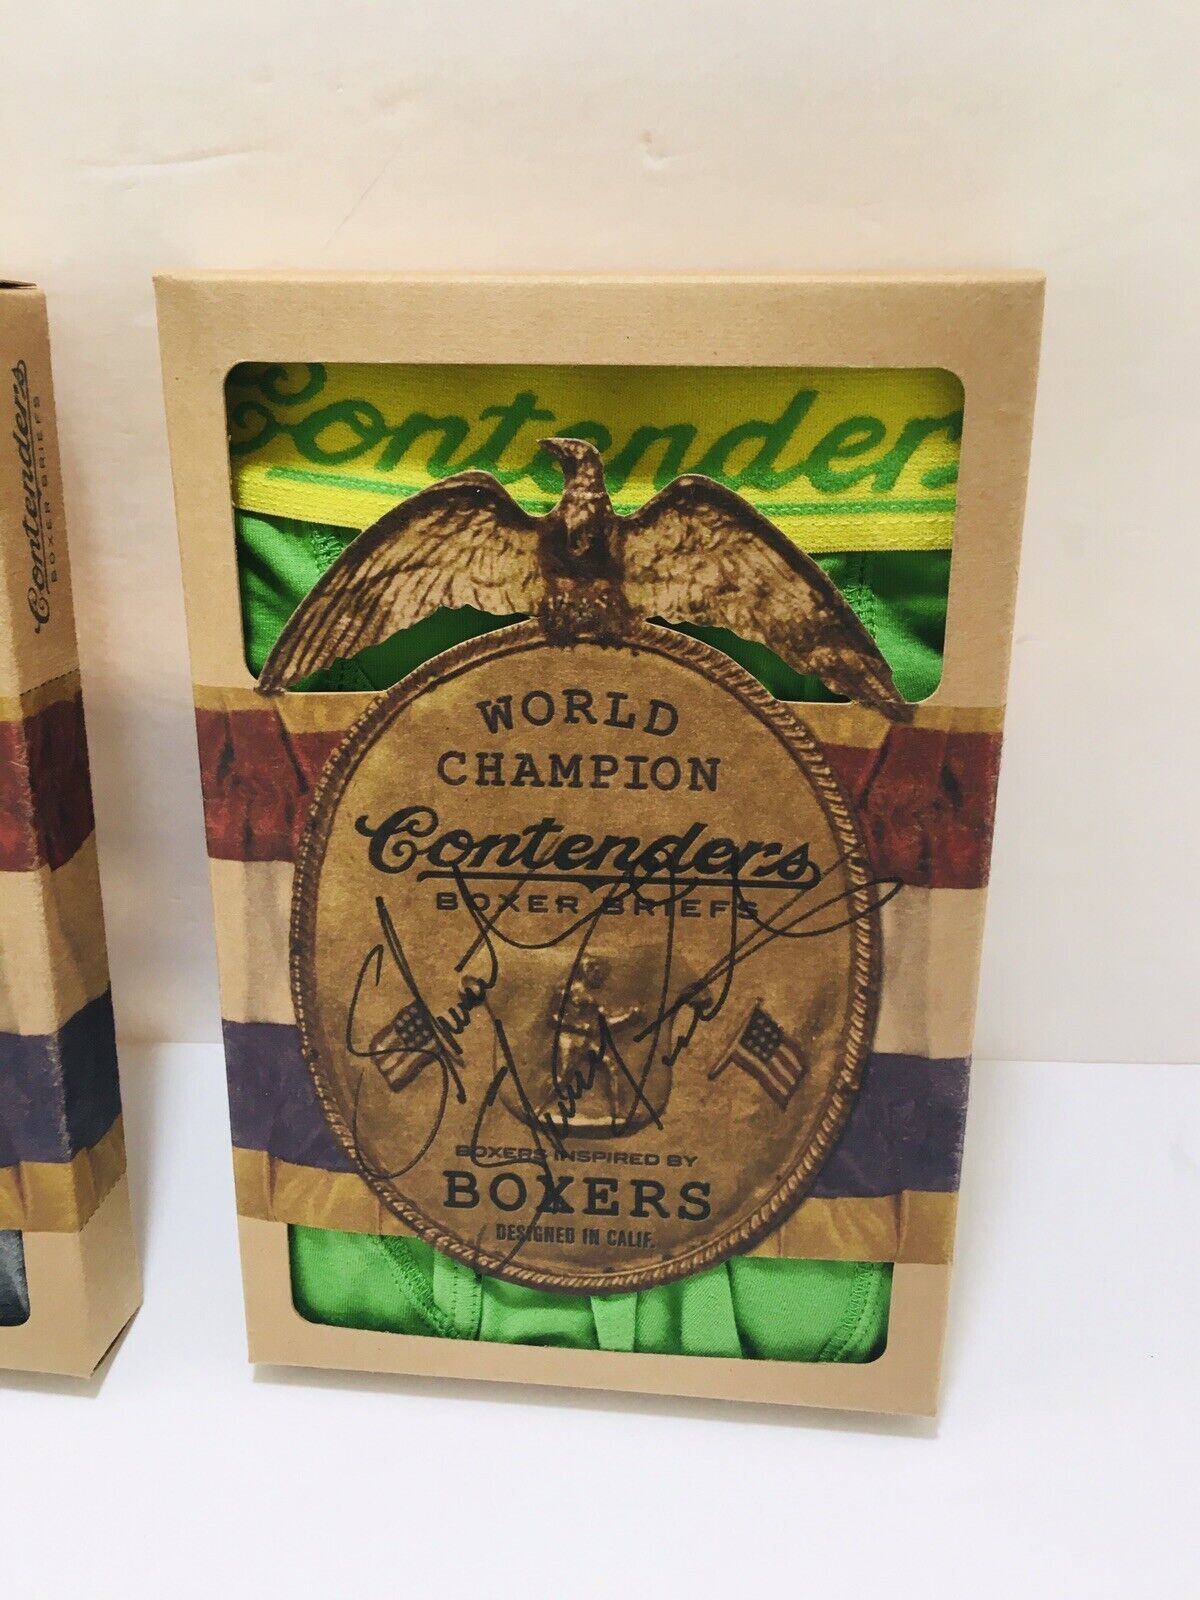 Contenders
BOXER BRIEFS
Contenders
WORLD
CHAMPION
Contenders
BOXER BRIEFS
BOXERS INSPIRED BY
BOXERS
DESIGNED IN CALIF.